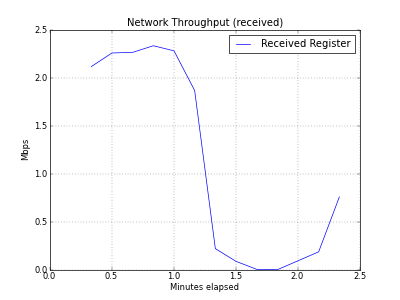 Network Throughput (received)
Received Register
2.5
2.0
1.5
1.0
0.5
0.0
Mbps
0.0 0.5 1.0 1.5 2.0 2.5
Minutes elapsed